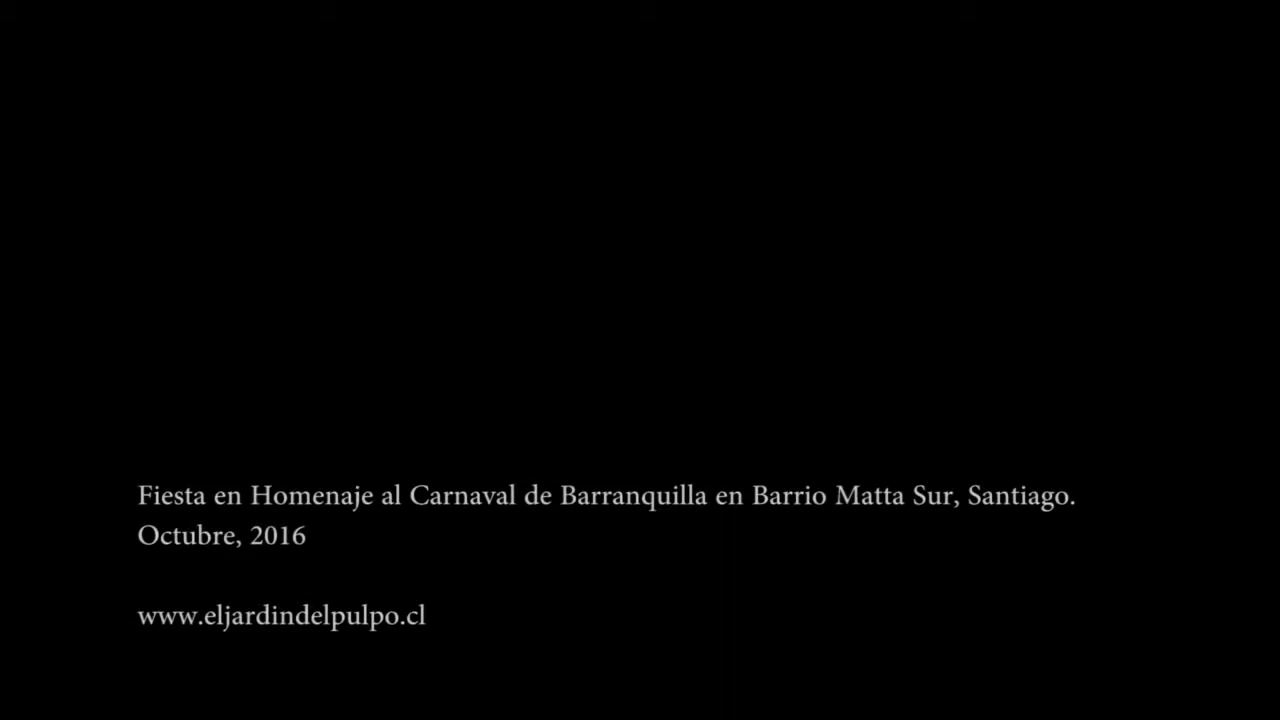 Fiesta en Homenaje al Carnaval de Barranquilla en Barrio Matta Sur, Santiago.
Octubre, 2016
www.eljardindelpulpo.cl